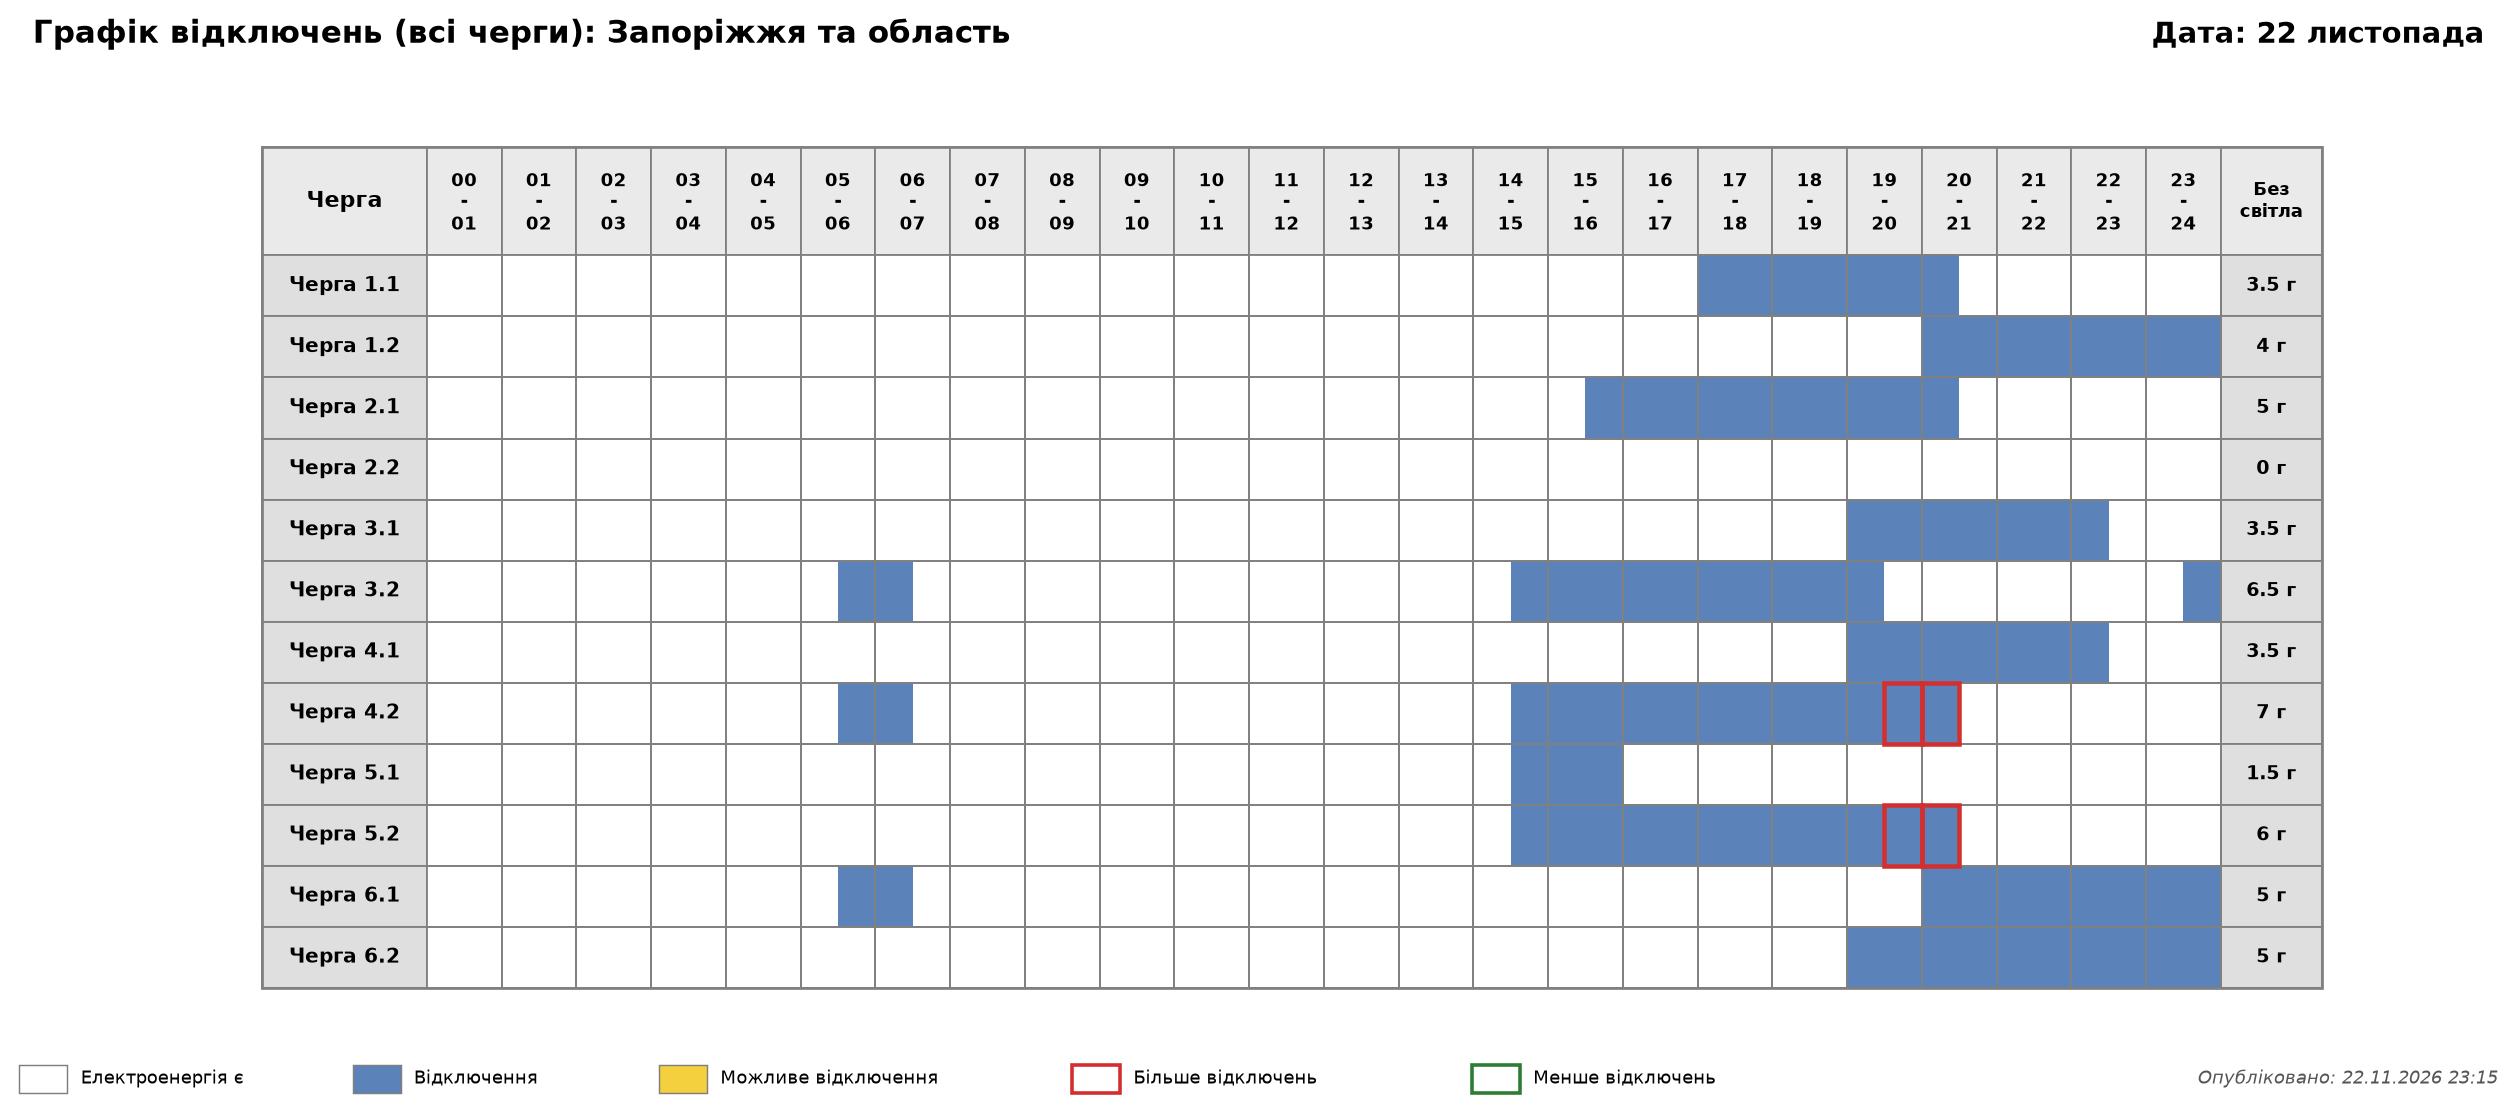 Графік відключень (всі черги): Запоріжжя та область
Дата: 22 листопада
Черга 00 - 01 01 - 02 02 - 03 03 - 04 04 - 05 05 - 06 06 - 07 07 - 08 08 - 09 09 - 10 10 - 11 11 - 12 12 - 13 13 - 14 14 - 15 15 - 16 16 - 17 17 - 18 18 - 19 19 - 20 20 - 21 21 - 22 22 - 23 23 - 24 Без світла
Черга 1.1 3.5 г
Черга 1.2 4 г
Черга 2.1 5 г
Черга 2.2 0 г
Черга 3.1 3.5 г
Черга 3.2 6.5 г
Черга 4.1 3.5 г
Черга 4.2 7 г
Черга 5.1 1.5 г
Черга 5.2 6 г
Черга 6.1 5 г
Черга 6.2 5 г
Електроенергія є
Відключення
Можливе відключення
Більше відключень
Менше відключень
Опубліковано: 22.11.2026 23:15